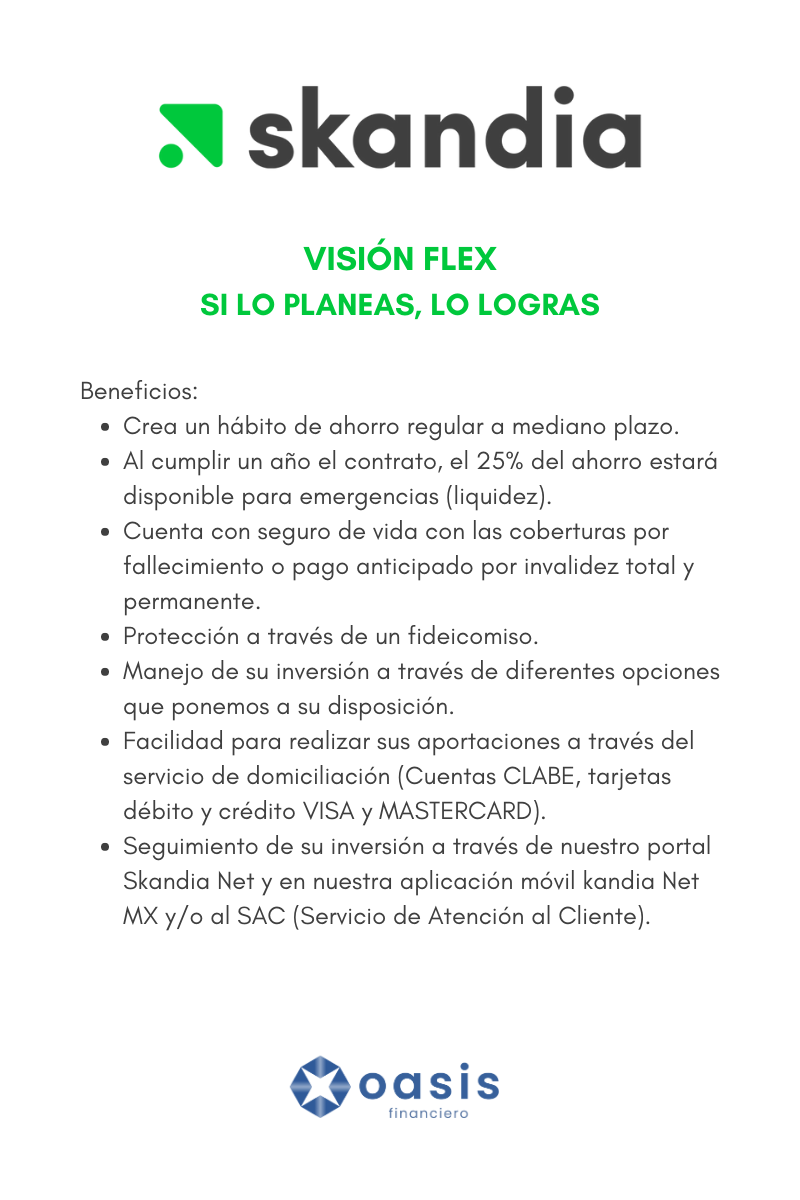 skandia
VISIÓN FLEX
SI LO PLANEAS, LO LOGRAS
Beneficios:
• Crea un hábito de ahorro regular a mediano plazo.
• Al cumplir un año el contrato, el 25% del ahorro estará
disponible para emergencias (liquidez).
• Cuenta con seguro de vida con las coberturas por
fallecimiento o pago anticipado por invalidez total y
permanente.
• Protección a través de un fideicomiso.
• Manejo de su inversión a través de diferentes opciones
que ponemos a su disposición.
• Facilidad para realizar sus aportaciones a través del
servicio de domiciliación (Cuentas CLABE, tarjetas
débito y crédito VISA y MASTERCARD).
• Seguimiento de su inversión a través de nuestro portal
Skandia Net y en nuestra aplicación móvil kandia Net
MX y/o al SAC (Servicio de Atención al Cliente).
oasis
financiero